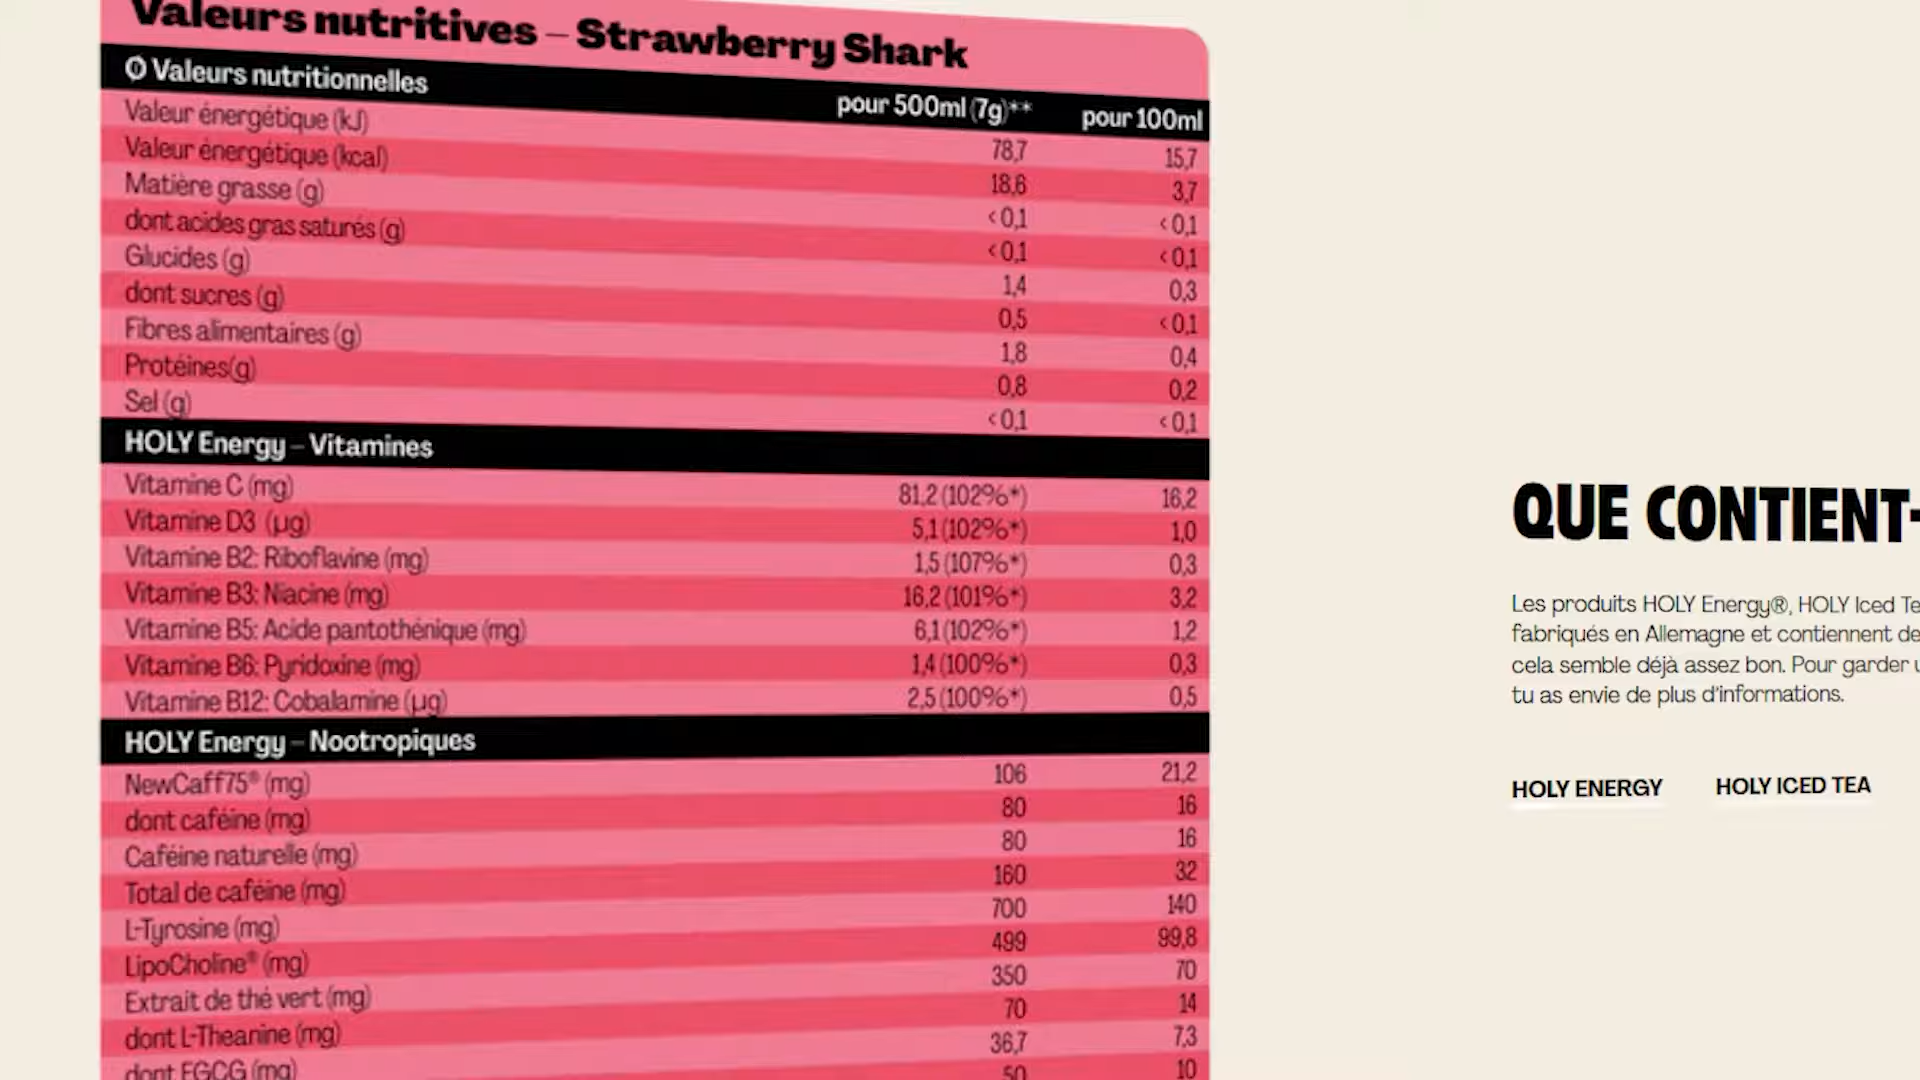 Valeurs nutritives – Strawberry Shark
Ø Valeurs nutritionnelles pour 500ml (7g)** pour 100ml
Valeur énergétique (kJ) 78,7 15,7
Valeur énergétique (kcal) 18,6 3,7
Matière grasse (g) <0,1 <0,1
dont acides gras saturés (g) <0,1 <0,1
Glucides (g) 1,4 0,3
dont sucres (g) 0,5 <0,1
Fibres alimentaires (g) 1,8 0,4
Protéines(g) 0,8 0,2
Sel (g) <0,1 <0,1
HOLY Energy – Vitamines
Vitamine C (mg) 81,2 (102%*) 16,2
Vitamine D3 (µg) 5,1 (102%*) 1,0
Vitamine B2: Riboflavine (mg) 1,5 (107%*) 0,3
Vitamine B3: Niacine (mg) 16,2 (101%*) 3,2
Vitamine B5: Acide pantothénique (mg) 6,1 (102%*) 1,2
Vitamine B6: Pyridoxine (mg) 1,4 (100%*) 0,3
Vitamine B12: Cobalamine (µg) 2,5 (100%*) 0,5
HOLY Energy – Nootropiques
NewCaff75® (mg) 106 21,2
dont caféine (mg) 80 16
Caféine naturelle (mg) 80 16
Total de caféine (mg) 160 32
L-Tyrosine (mg) 700 140
LipoCholine® (mg) 499 99,8
Extrait de thé vert (mg) 350 70
dont L-Theanine (mg) 70 14
dont EGCG (mg) 36,7 7,3
50 10
QUE CONTIENT-
Les produits HOLY Energy®, HOLY Iced Te
fabriqués en Allemagne et contiennent de
cela semble déjà assez bon. Pour garder u
tu as envie de plus d'informations.
HOLY ENERGY HOLY ICED TEA